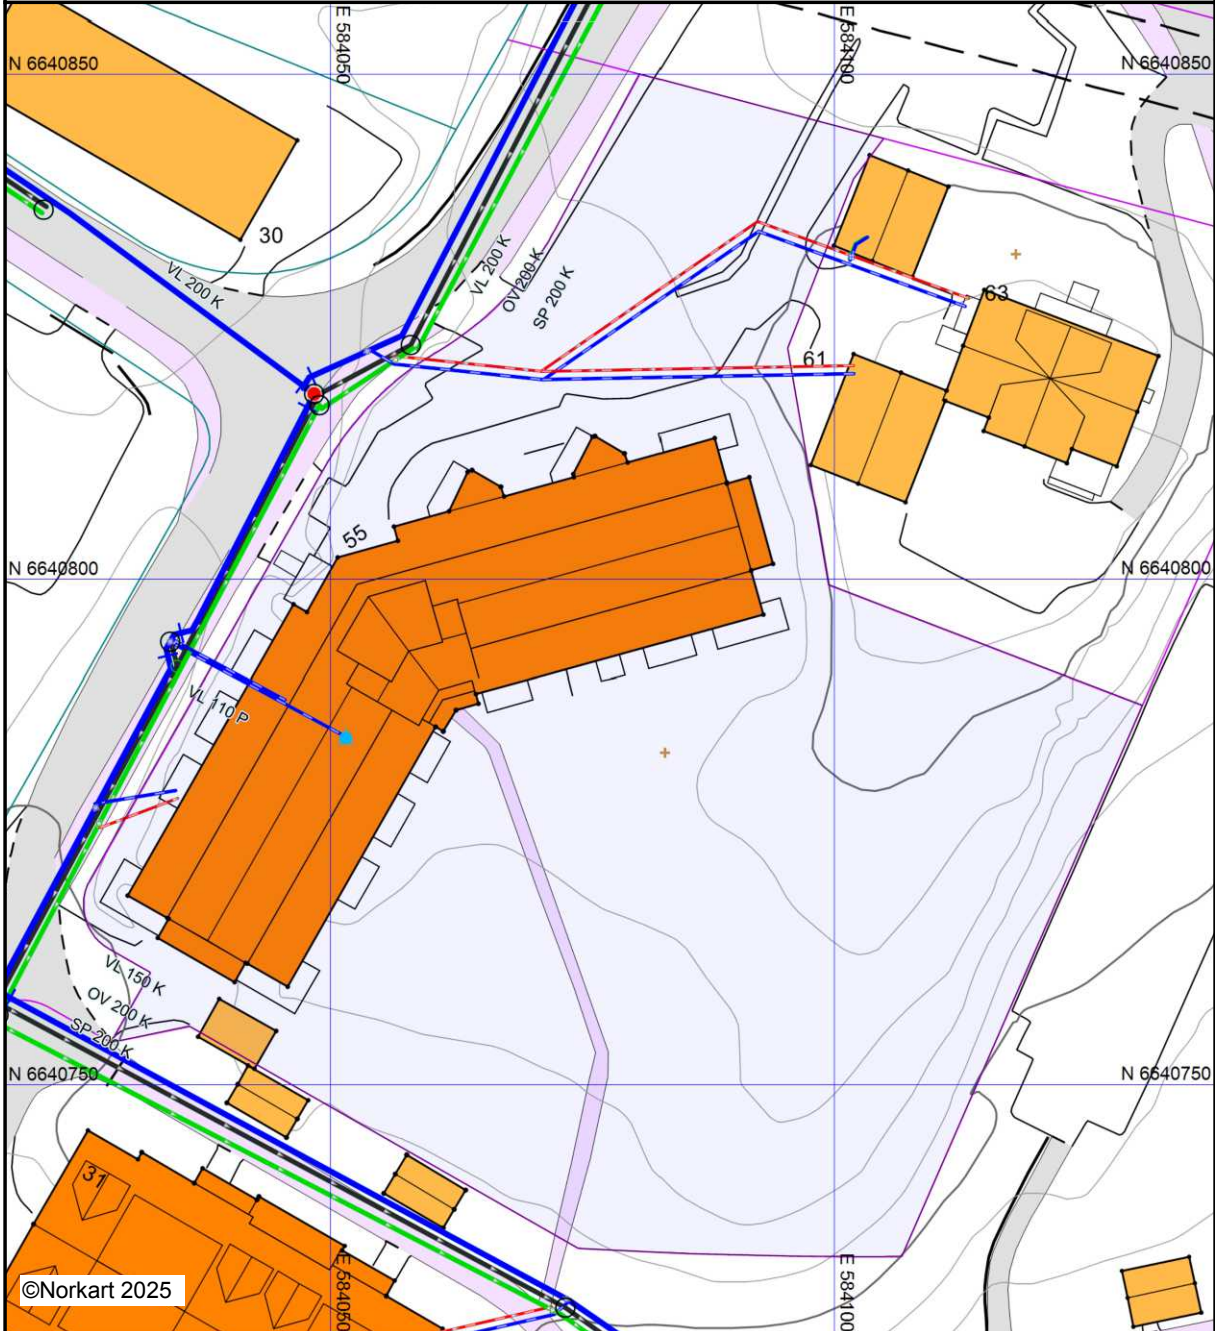 E 584050
E 584100
N 6640850
N 6640850
30
VL 200 K
VL 200 K
OV 200 K
SP 200 K
63
61
55
N 6640800
N 6640800
VL 110 P
VL 150 K
OV 200 K
SP 200 K
N 6640750
N 6640750
31
E 584050
E 584100
©Norkart 2025